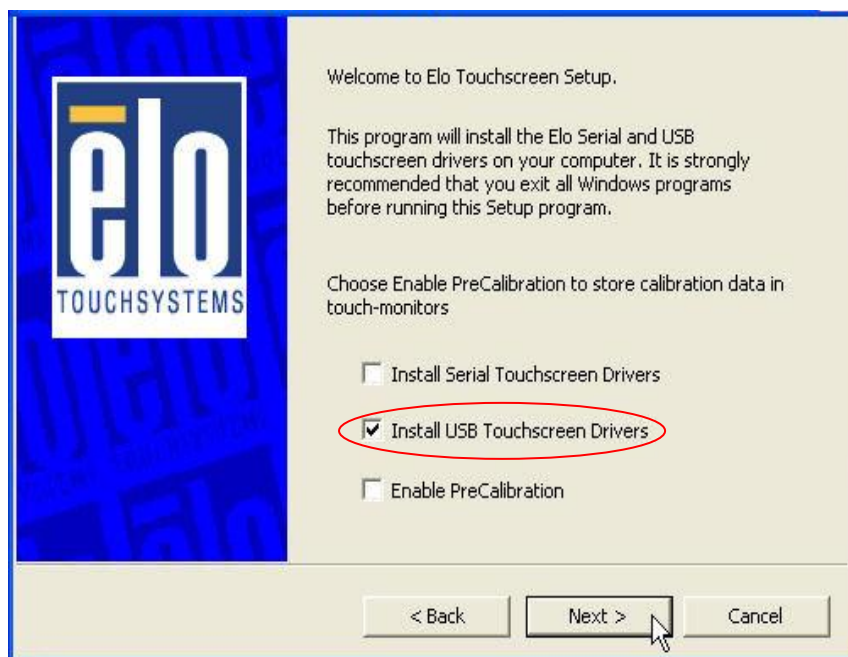 elo
TOUCHSYSTEMS
Welcome to Elo Touchscreen Setup.
This program will install the Elo Serial and USB
touchscreen drivers on your computer. It is strongly
recommended that you exit all Windows programs
before running this Setup program.
Choose Enable PreCalibration to store calibration data in
touch-monitors
Install Serial Touchscreen Drivers
Install USB Touchscreen Drivers
Enable PreCalibration
< Back
Next >
Cancel